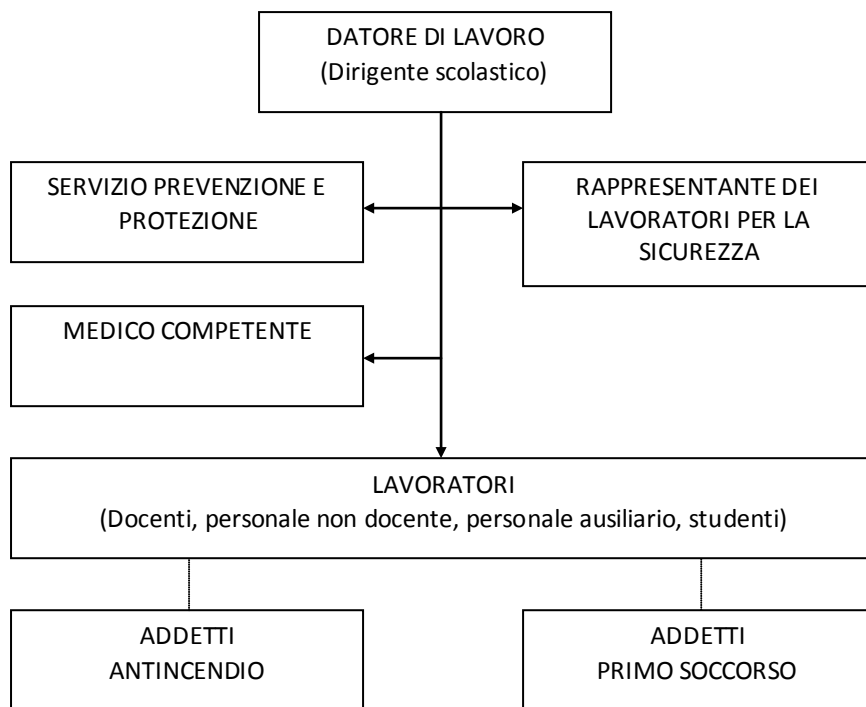 DATORE DI LAVORO
(Dirigente scolastico)
SERVIZIO PREVENZIONE E
PROTEZIONE
RAPPRESENTANTE DEI
LAVORATORI PER LA
SICUREZZA
MEDICO COMPETENTE
LAVORATORI
(Docenti, personale non docente, personale ausiliario, studenti)
ADDETTI
ANTINCENDIO
ADDETTI
PRIMO SOCCORSO